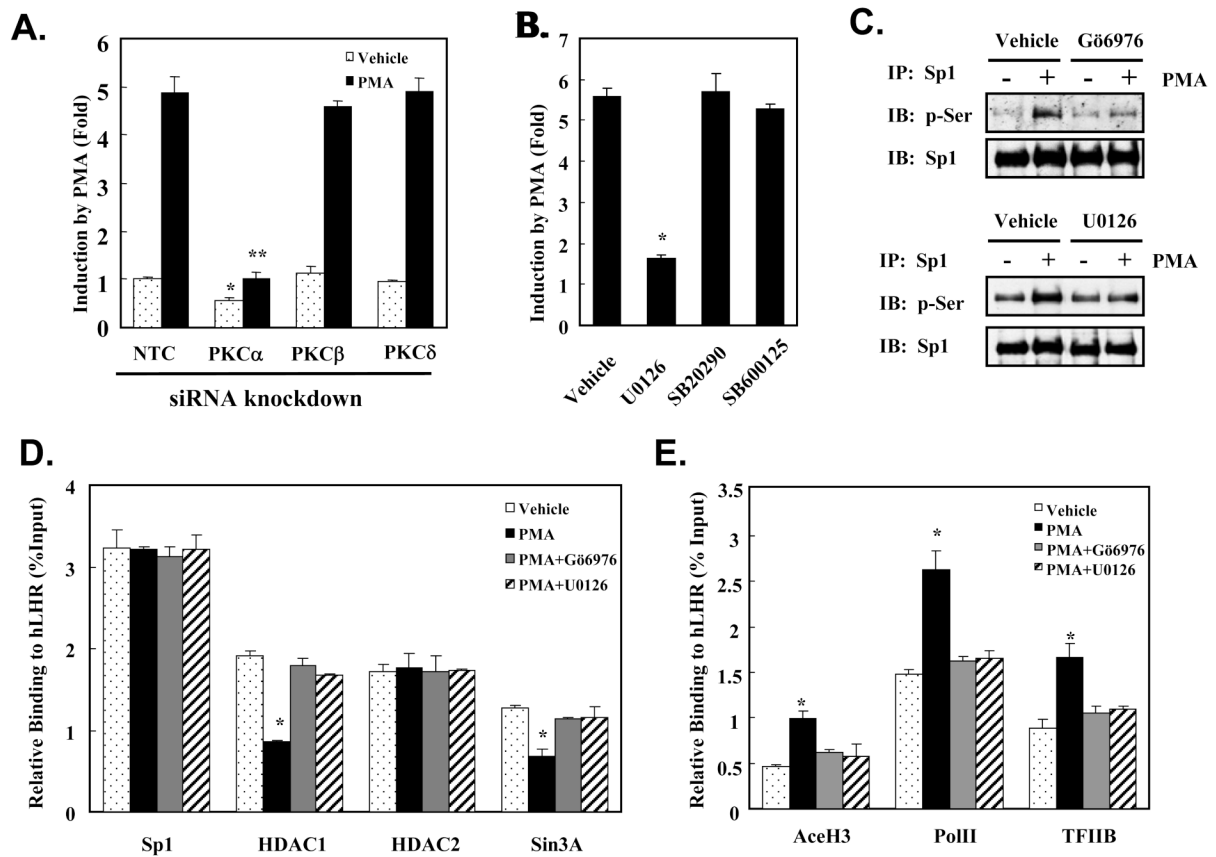 A.
Induction by PMA (Fold)
6
5
4
3
2
1
0
Vehicle
PMA
*
**
NTC PKCα PKCβ PKCδ
siRNA knockdown
B.
Induction by PMA (Fold)
7
6
5
4
3
2
1
0
*
Vehicle
U0126
SB20290
SB600125
C.
Vehicle Gö6976
IP: Sp1 - + - + PMA
IB: p-Ser
IB: Sp1
Vehicle U0126
IP: Sp1 - + - + PMA
IB: p-Ser
IB: Sp1
D.
Relative Binding to hLHR (%Input)
4
3
2
1
0
Vehicle
PMA
PMA+Gö6976
PMA+U0126
*
*
Sp1 HDAC1 HDAC2 Sin3A
E.
Relative Binding to hLHR (% Input)
3.5
3
2.5
2
1.5
1
0.5
0
Vehicle
PMA
PMA+Gö6976
PMA+U0126
*
*
*
AceH3 PolII TFIIB